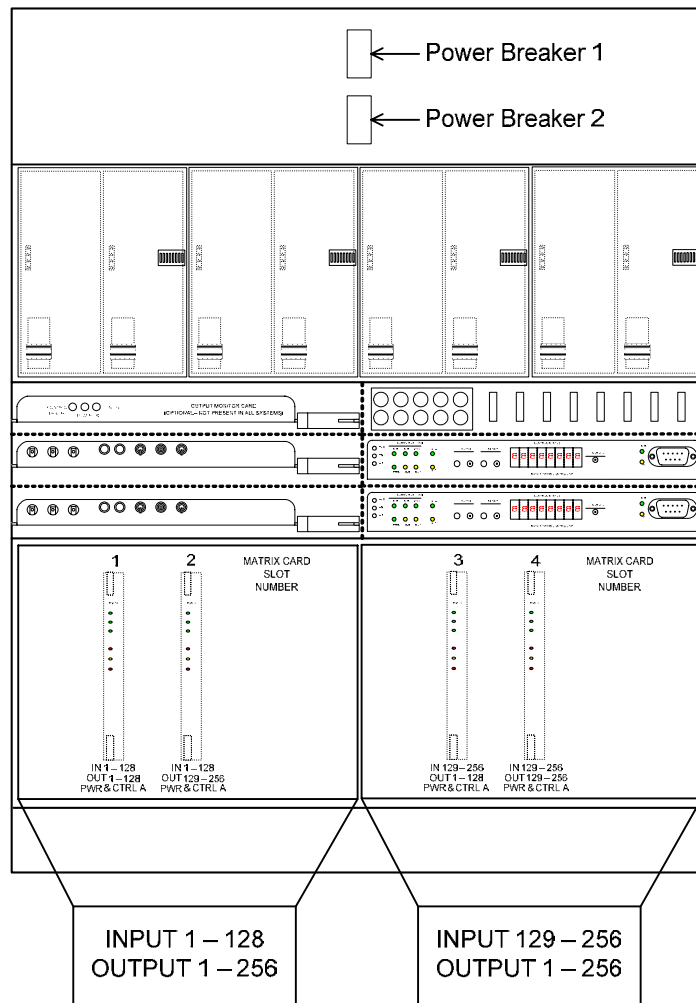 Power Breaker 1
Power Breaker 2
OUTPUT MONITOR CARD
(OPTIONAL – NOT PRESENT IN ALL SYSTEMS)
1
2
MATRIX CARD
SLOT
NUMBER
3
4
MATRIX CARD
SLOT
NUMBER
IN 1 – 128
OUT 1 – 128
PWR & CTRL A
IN 1 – 128
OUT 129 – 256
PWR & CTRL A
IN 129 – 256
OUT 1 – 128
PWR & CTRL A
IN 129 – 256
OUT 129 – 256
PWR & CTRL A
INPUT 1 – 128
OUTPUT 1 – 256
INPUT 129 – 256
OUTPUT 1 – 256